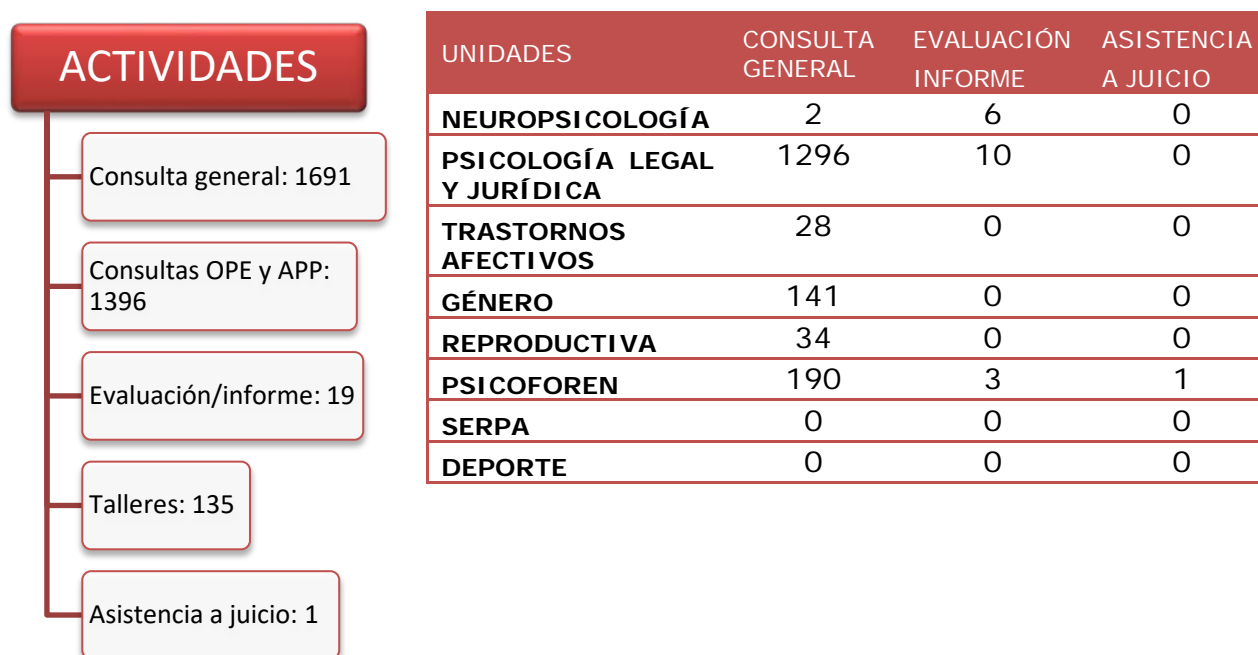 ACTIVIDADES
Consulta general: 1691
Consultas OPE y APP:
1396
Evaluación/informe: 19
Talleres: 135
Asistencia a juicio: 1
UNIDADES CONSULTA GENERAL EVALUACIÓN INFORME ASISTENCIA A JUICIO
NEUROPSICOLOGÍA 2 6 0
PSICOLOGÍA LEGAL Y JURÍDICA 1296 10 0
TRASTORNOS AFECTIVOS 28 0 0
GÉNERO 141 0 0
REPRODUCTIVA 34 0 0
PSICOFOREN 190 3 1
SERPA 0 0 0
DEPORTE 0 0 0